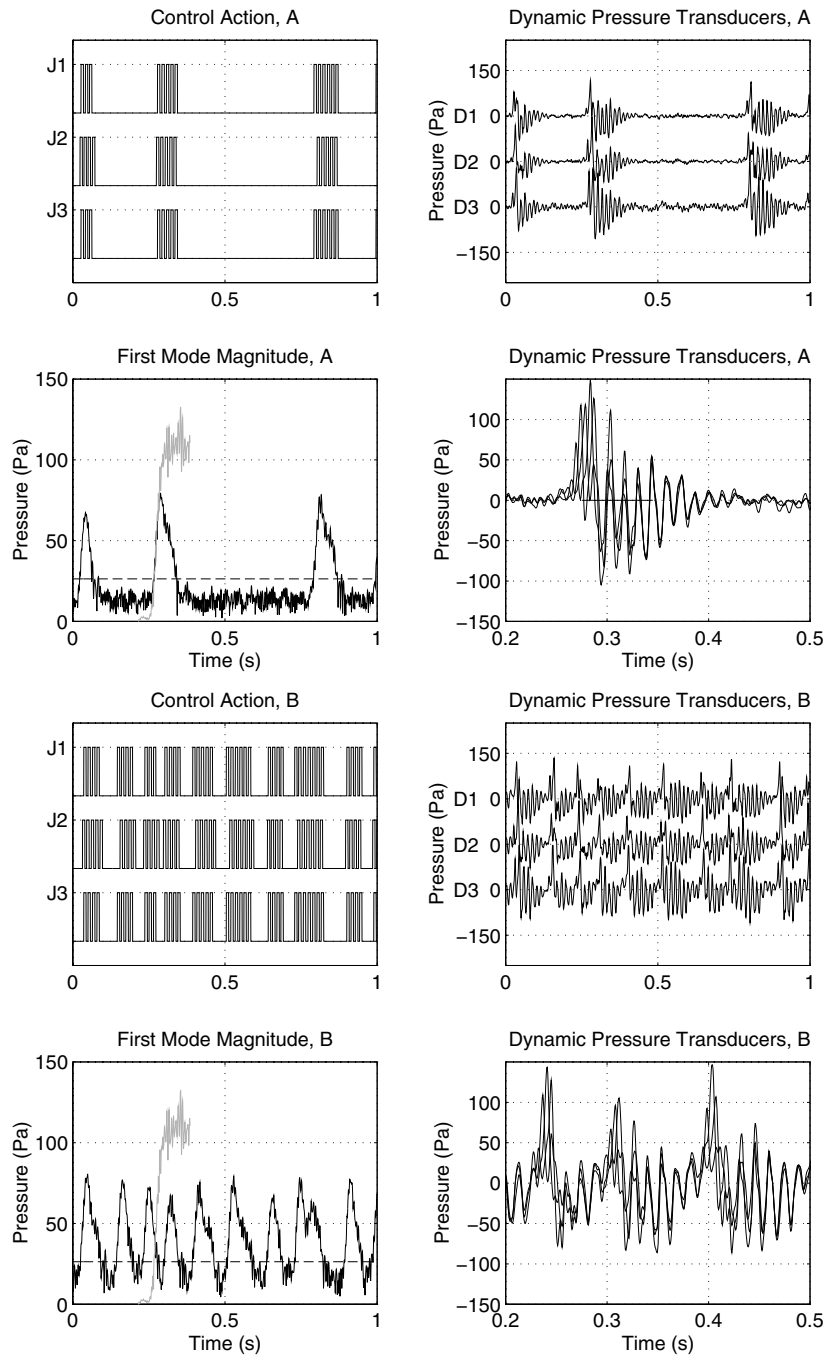 Control Action, A
J1
J2
J3
0 0.5 1
Dynamic Pressure Transducers, A
Pressure (Pa)
150
D1 0
D2 0
D3 0
−150
0 0.5 1
First Mode Magnitude, A
Pressure (Pa)
150
100
50
0
0 0.5 1
Time (s)
Dynamic Pressure Transducers, A
Pressure (Pa)
100
50
0
−50
−100
−150
0.2 0.3 0.4 0.5
Time (s)
Control Action, B
J1
J2
J3
0 0.5 1
Dynamic Pressure Transducers, B
Pressure (Pa)
150
D1 0
D2 0
D3 0
−150
0 0.5 1
First Mode Magnitude, B
Pressure (Pa)
150
100
50
0
0 0.5 1
Time (s)
Dynamic Pressure Transducers, B
Pressure (Pa)
100
50
0
−50
−100
−150
0.2 0.3 0.4 0.5
Time (s)